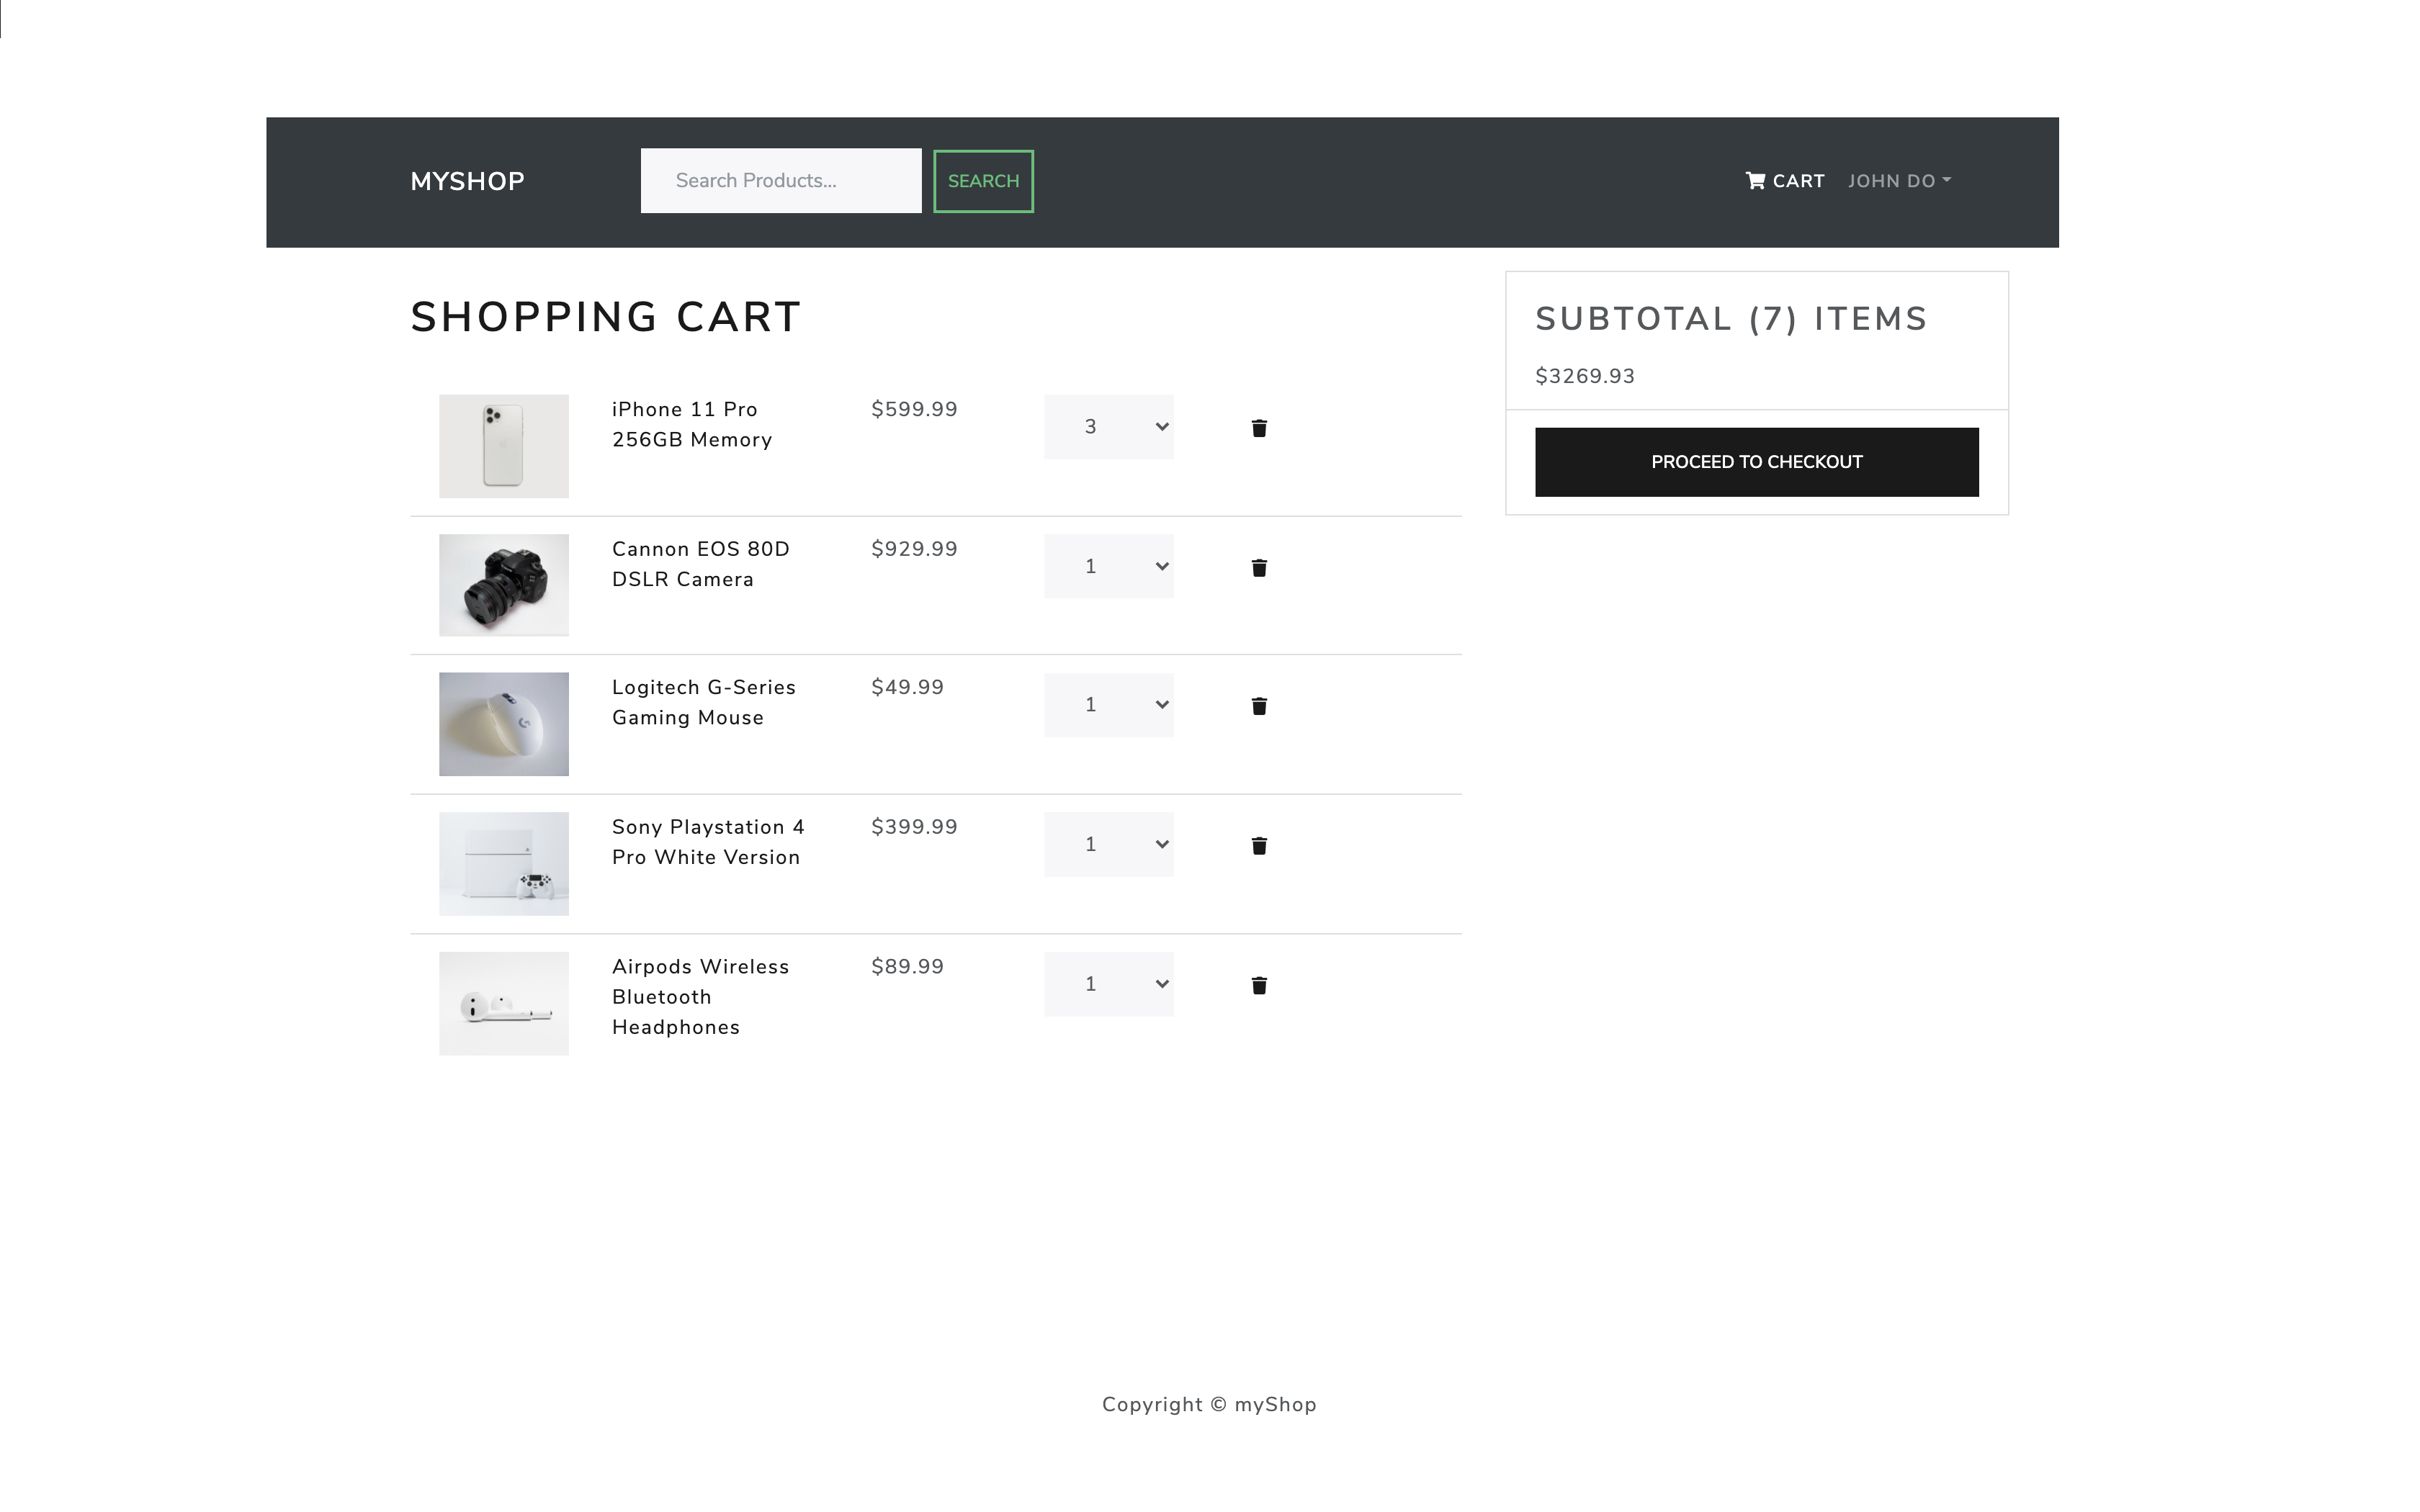 MYSHOP
Search Products...
SEARCH
CART
JOHN DO
SHOPPING CART
iPhone 11 Pro
256GB Memory
$599.99
3
Cannon EOS 80D
DSLR Camera
$929.99
1
Logitech G-Series
Gaming Mouse
$49.99
1
Sony Playstation 4
Pro White Version
$399.99
1
Airpods Wireless
Bluetooth
Headphones
$89.99
1
SUBTOTAL (7) ITEMS
$3269.93
PROCEED TO CHECKOUT
Copyright © myShop